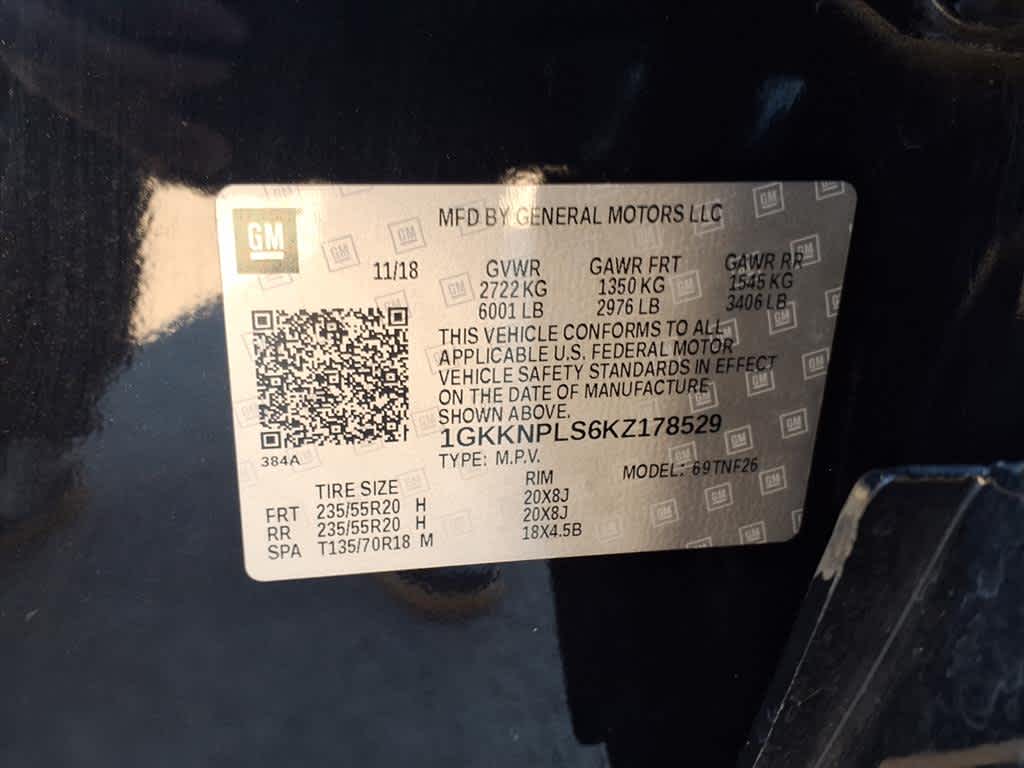 GM
MFD BY GENERAL MOTORS LLC
11/18 GVWR GAWR FRT GAWR RR
2722 KG 1350 KG 1545 KG
6001 LB 2976 LB 3406 LB
THIS VEHICLE CONFORMS TO ALL
APPLICABLE U.S. FEDERAL MOTOR
VEHICLE SAFETY STANDARDS IN EFFECT
ON THE DATE OF MANUFACTURE
SHOWN ABOVE.
1GKKNPLS6KZ178529
384A
TYPE: M.P.V. MODEL: 69TNF26
TIRE SIZE RIM
FRT 235/55R20 H 20X8J
RR 235/55R20 H 20X8J
SPA T135/70R18 M 18X4.5B